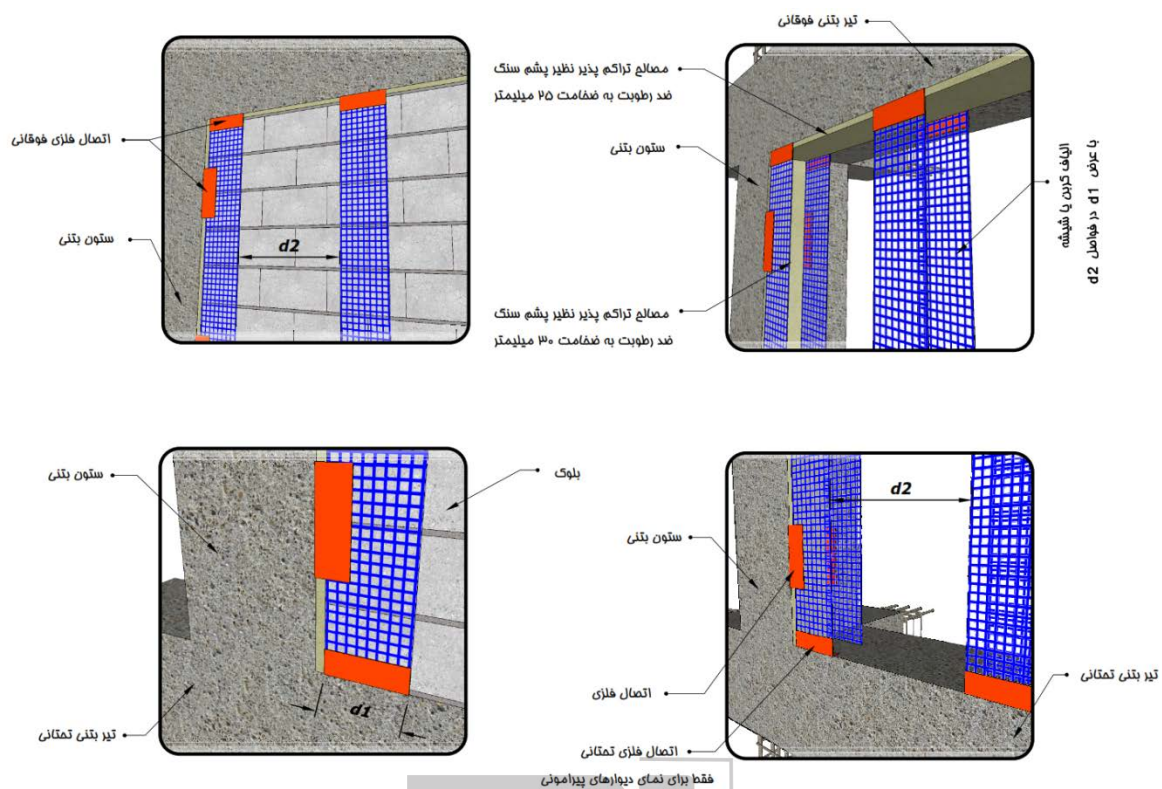 تیر بتنی فوقانی
مصالح تراکم پذیر نظیر پشم سنگ
ضد رطوبت به ضخامت ۲۵ میلیمتر
ستون بتنی
الیاف کربن یا شیشه
با عرض d1 در فواصل d2
مصالح تراکم پذیر نظیر پشم سنگ
ضد رطوبت به ضخامت ۳۰ میلیمتر
اتصال فلزی فوقانی
ستون بتنی
d2
d2
ستون بتنی
اتصال فلزی
اتصال فلزی تحتانی
تیر بتنی تحتانی
بلوک
ستون بتنی
تیر بتنی تحتانی
d1
فقط برای نمای دیوارهای پیرامونی